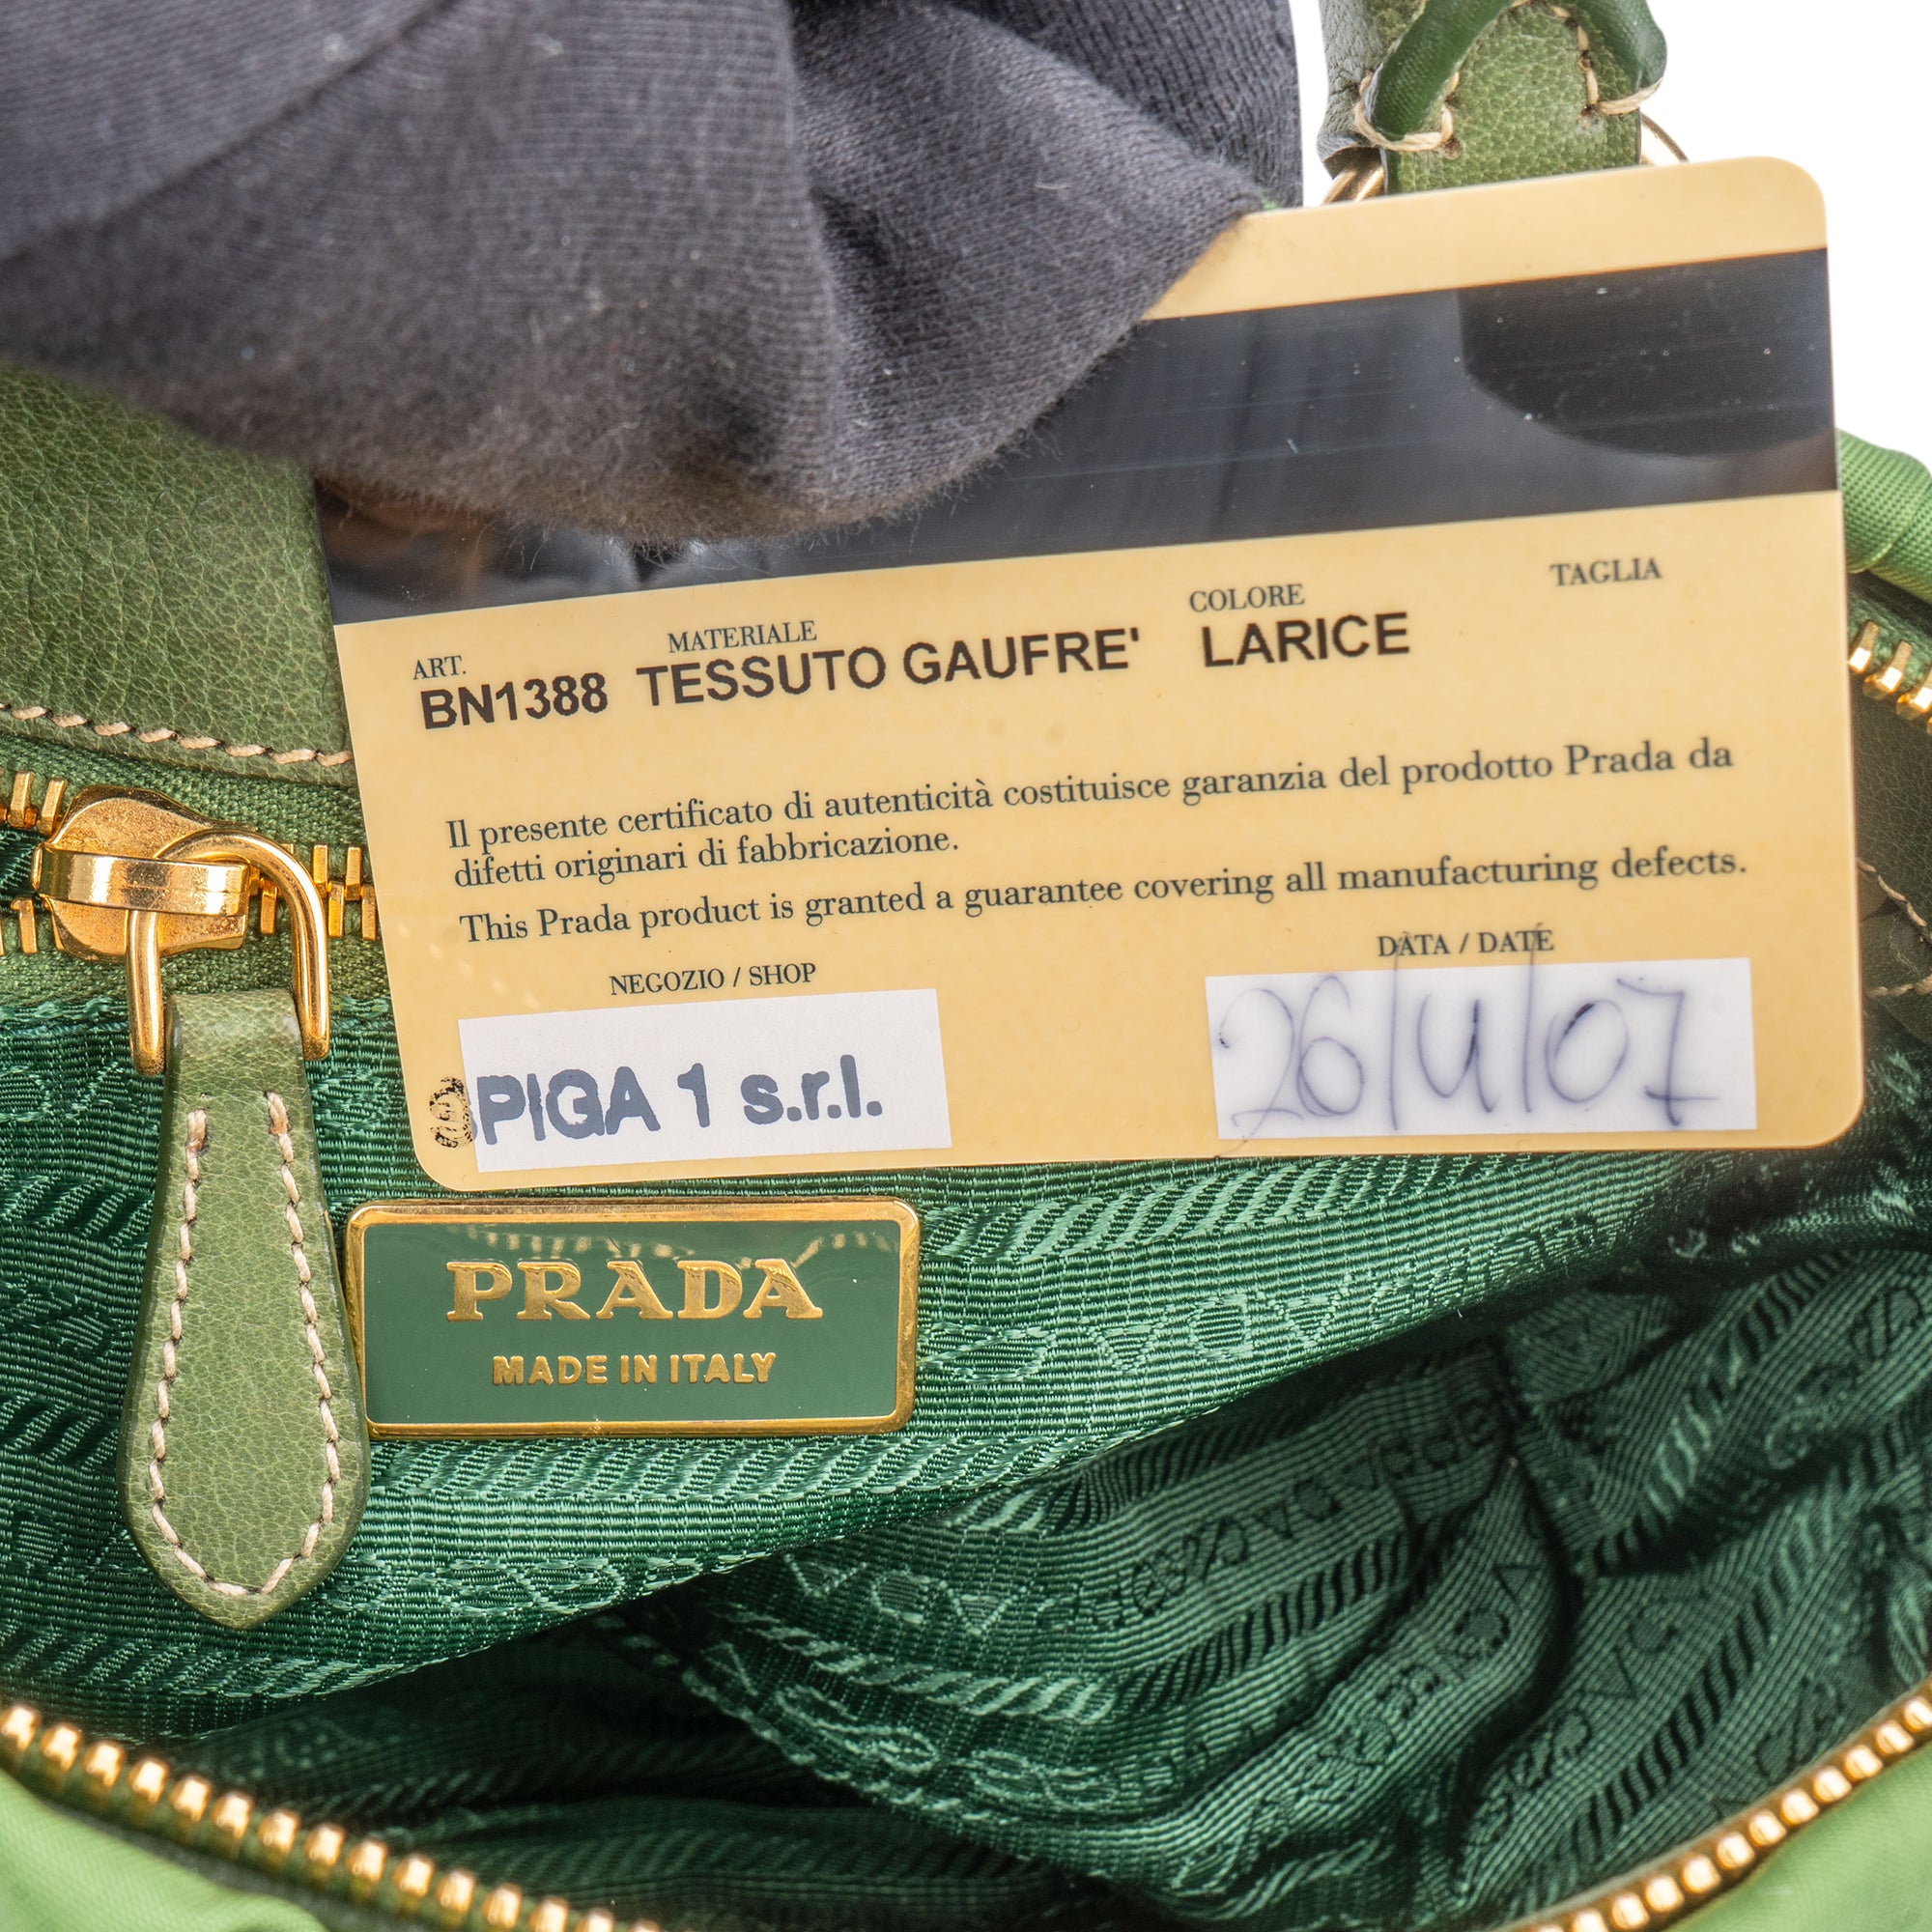 ART. MATERIALE COLORE TAGLIA
BN1388 TESSUTO GAUFRE' LARICE
Il presente certificato di autenticità costituisce garanzia del prodotto Prada da
difetti originari di fabbricazione.
This Prada product is granted a guarantee covering all manufacturing defects.
NEGOZIO / SHOP DATA / DATE
SPIGA 1 s.r.l. 26/4/07
PRADA
MADE IN ITALY